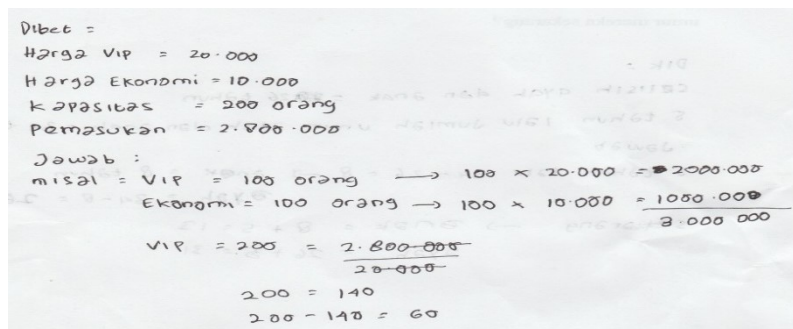 Diket =
Harga VIP = 20.000
Harga Ekonomi = 10.000
Kapasitas = 200 orang
Pemasukan = 2.800.000
Jawab :
misal = VIP = 100 orang → 100 × 20.000 = 2000.000
Ekonomi = 100 orang → 100 × 10.000 = 1000.000
3.000 000
VIP = 200 = 2.800 000
20 000
200 = 140
200 - 140 = 60